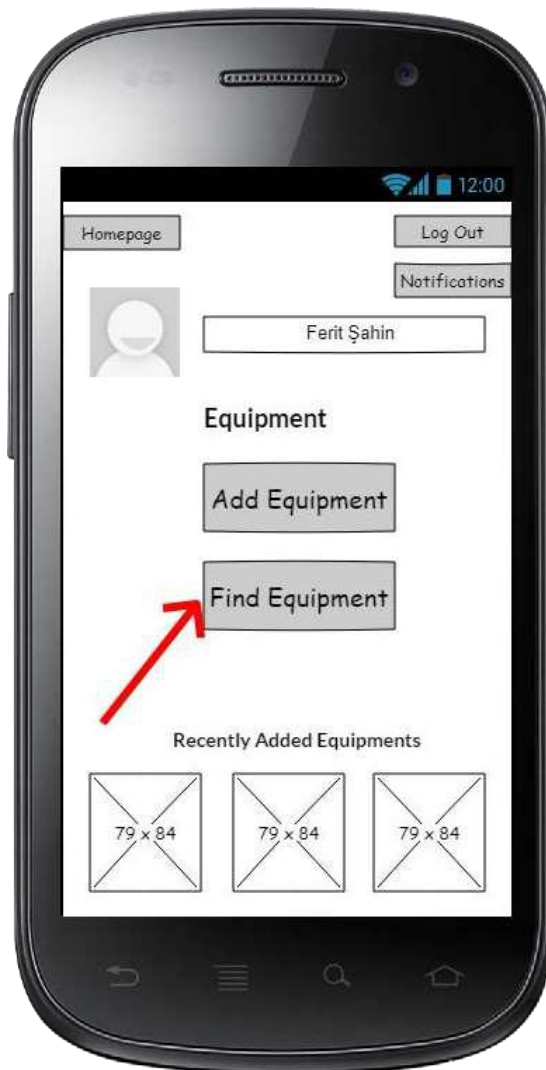 12:00
Homepage
Log Out
Notifications
Ferit Şahin
Equipment
Add Equipment
Find Equipment
Recently Added Equipments
79 x 84
79 x 84
79 x 84